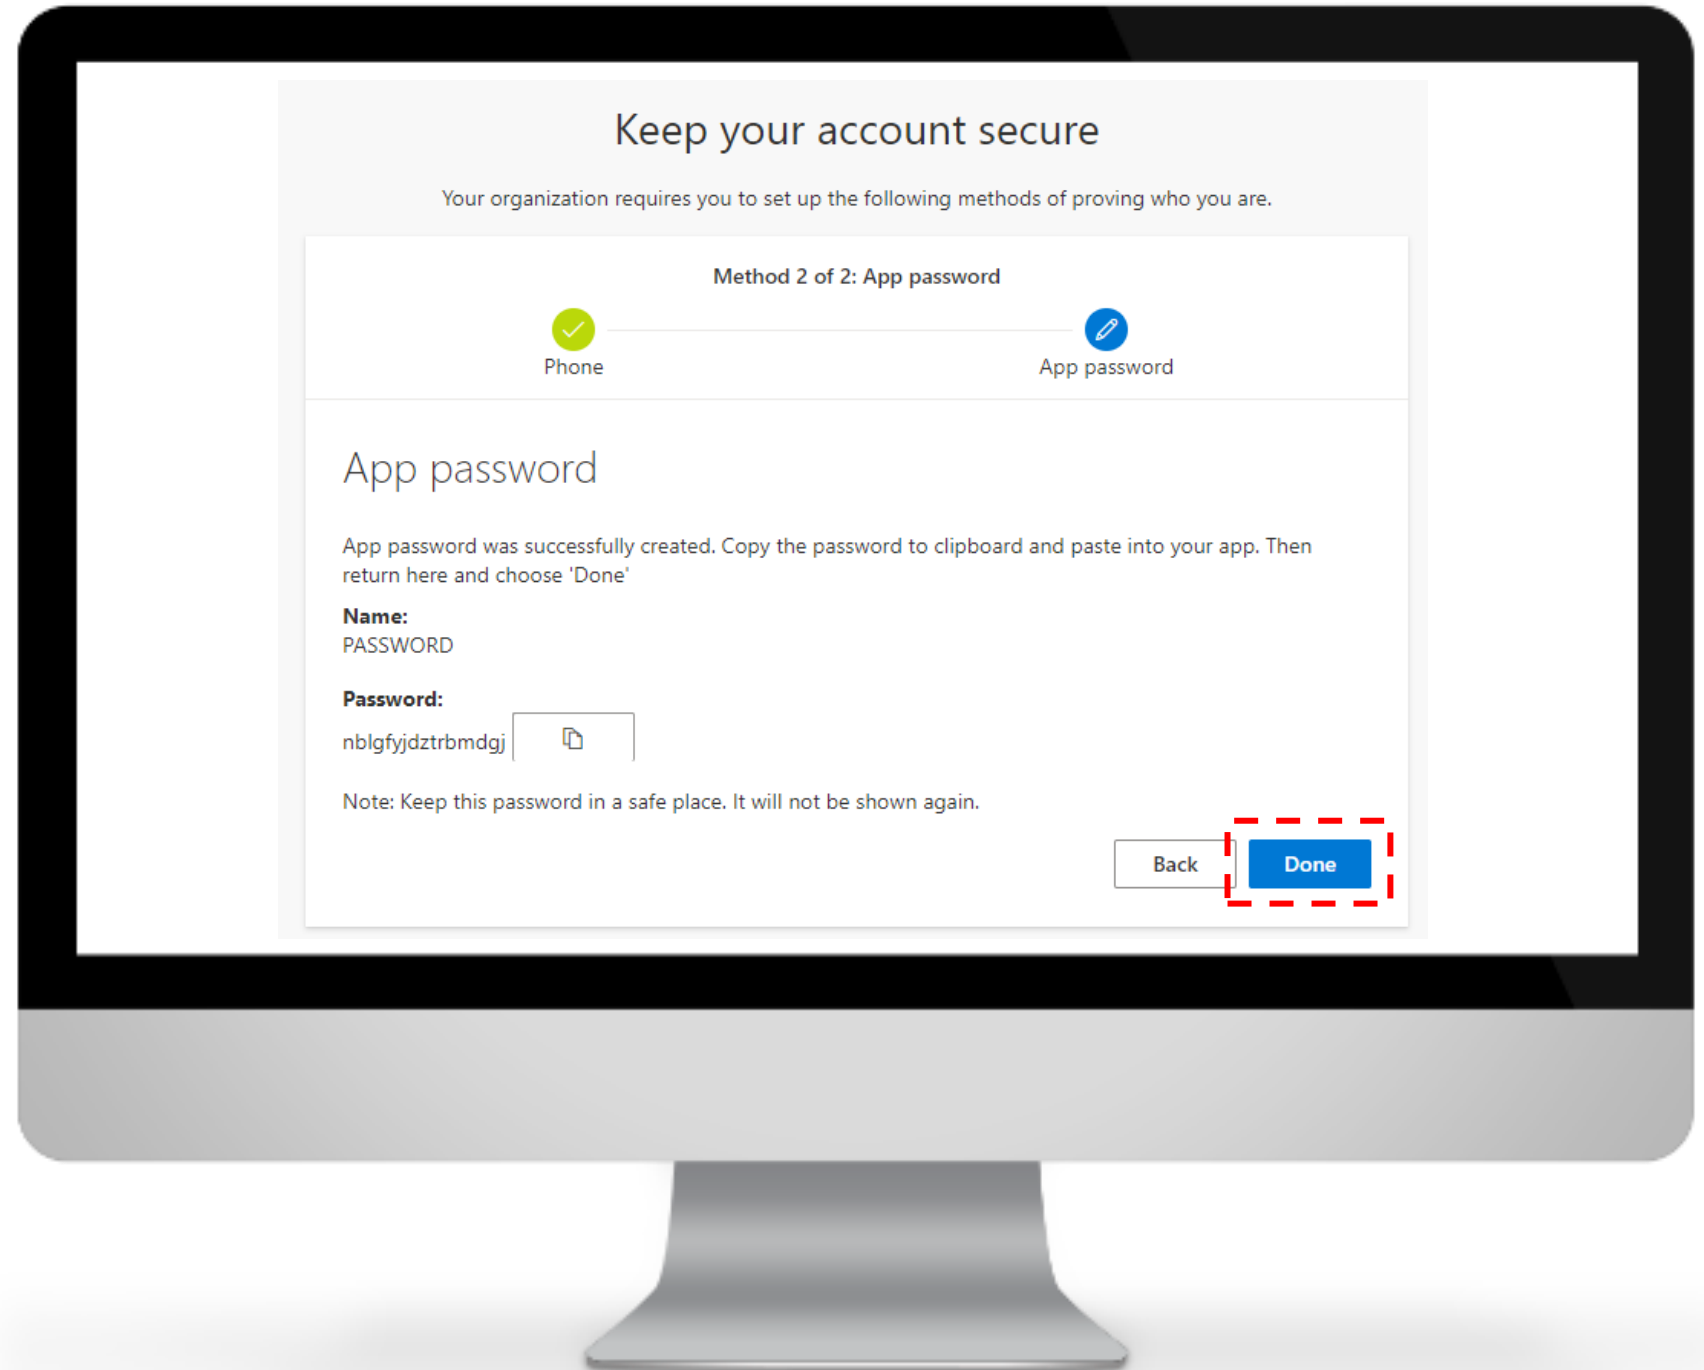 Keep your account secure
Your organization requires you to set up the following methods of proving who you are.
Method 2 of 2: App password
Phone
App password
App password
App password was successfully created. Copy the password to clipboard and paste into your app. Then
return here and choose 'Done'
Name:
PASSWORD
Password:
nblgfyjdztrbmdgj
Note: Keep this password in a safe place. It will not be shown again.
Back
Done